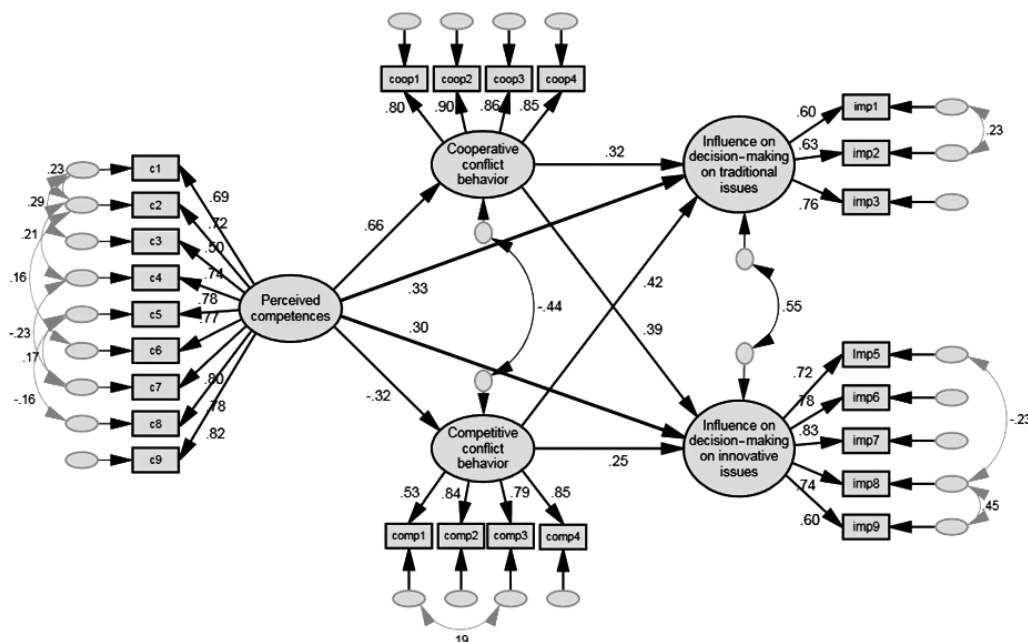 coop1 coop2 coop3 coop4
.80 .90 .86 .85
Cooperative
conflict
behavior
Influence on
decision-making
on traditional
issues
imp1
imp2
imp3
.60
.63
.76
.23
.32
c1
c2
c3
c4
c5
c6
c7
c8
c9
.23
.29
.21
.16
-.23
.17
-.16
.69
.72
.50
.74
.78
.77
.80
.78
.82
Perceived
competences
.66
.33
.30
-.32
-.44
.42
.39
.55
Competitive
conflict
behavior
.25
Influence on
decision-making
on innovative
issues
Imp5
imp6
imp7
imp8
imp9
.72
.78
.83
.74
.60
-.23
.45
.53 .84 .79 .85
comp1 comp2 comp3 comp4
.19